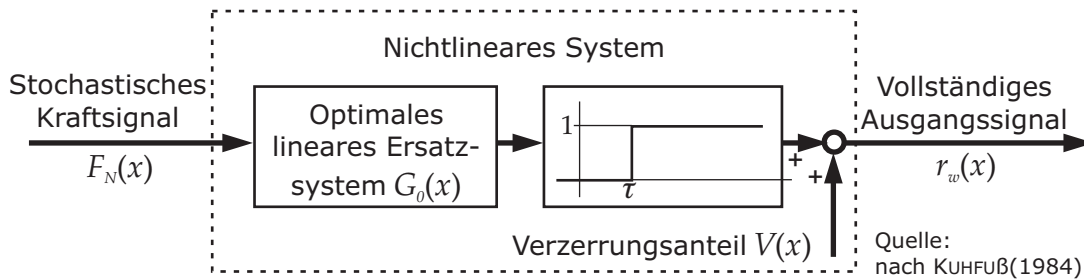 Nichtlineares System
Stochastisches
Kraftsignal
F_N(x)
Optimales
lineares Ersatz-
system G_0(x)
1
τ
+
+
Vollständiges
Ausgangssignal
r_w(x)
Verzerrungsanteil V(x)
Quelle:
nach KUHFUß(1984)